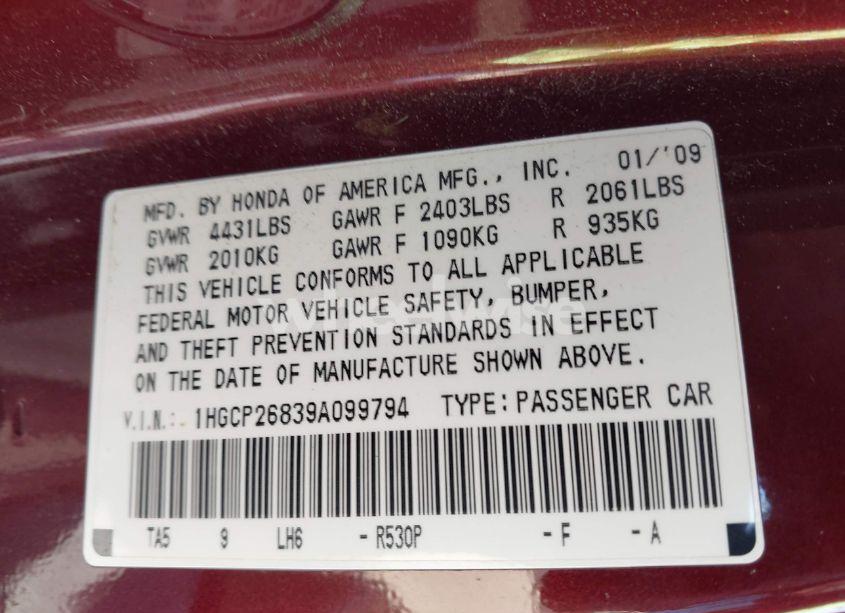 MFD. BY HONDA OF AMERICA MFG., INC. 01/'09
GVWR 4431LBS GAWR F 2403LBS R 2061LBS
GVWR 2010KG GAWR F 1090KG R 935KG
THIS VEHICLE CONFORMS TO ALL APPLICABLE
FEDERAL MOTOR VEHICLE SAFETY, BUMPER,
AND THEFT PREVENTION STANDARDS IN EFFECT
ON THE DATE OF MANUFACTURE SHOWN ABOVE.
V.I.N.: 1HGCP26839A099794 TYPE: PASSENGER CAR
TA5 9 LH6 - R530P - F - A
wheelwise